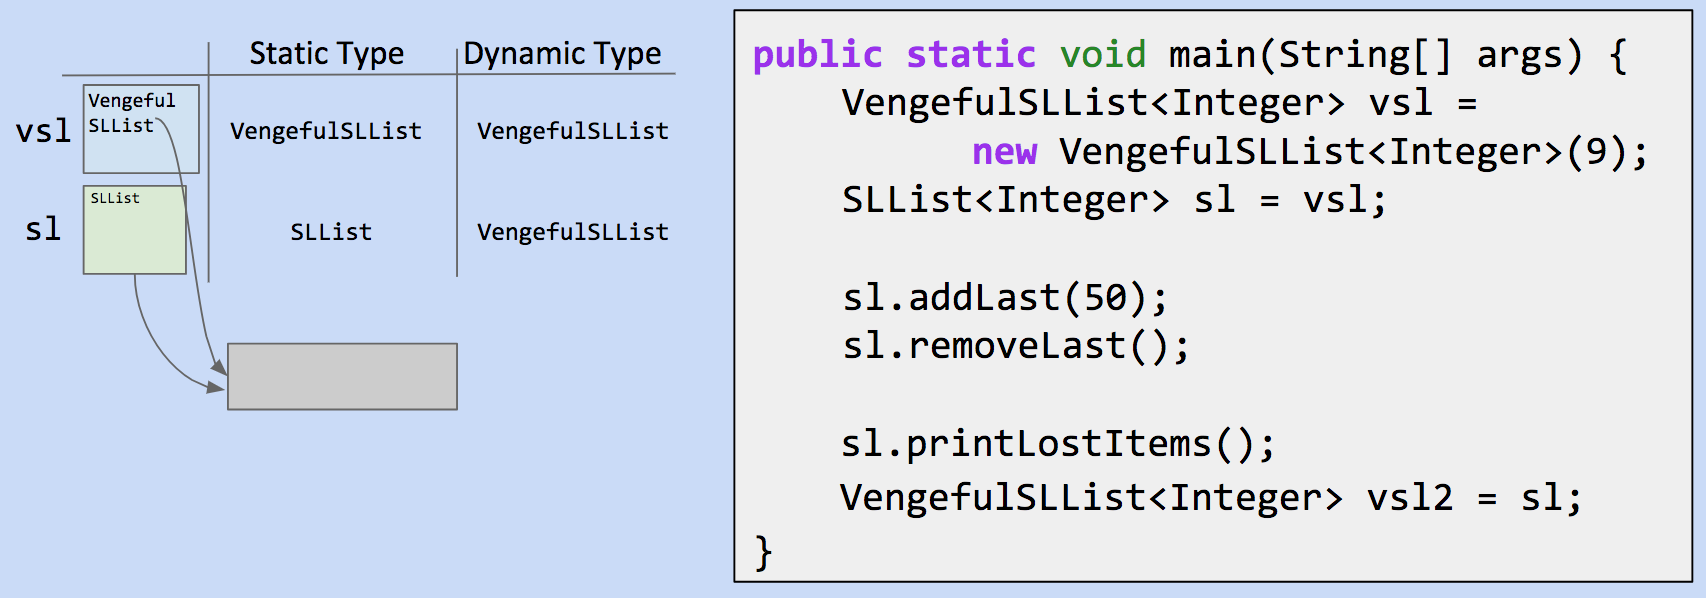 Static Type Dynamic Type
vsl Vengeful
SLList VengefulSLList VengefulSLList
sl SLList SLList VengefulSLList
public static void main(String[] args) {
VengefulSLList<Integer> vsl =
new VengefulSLList<Integer>(9);
SLList<Integer> sl = vsl;
sl.addLast(50);
sl.removeLast();
sl.printLostItems();
VengefulSLList<Integer> vsl2 = sl;
}